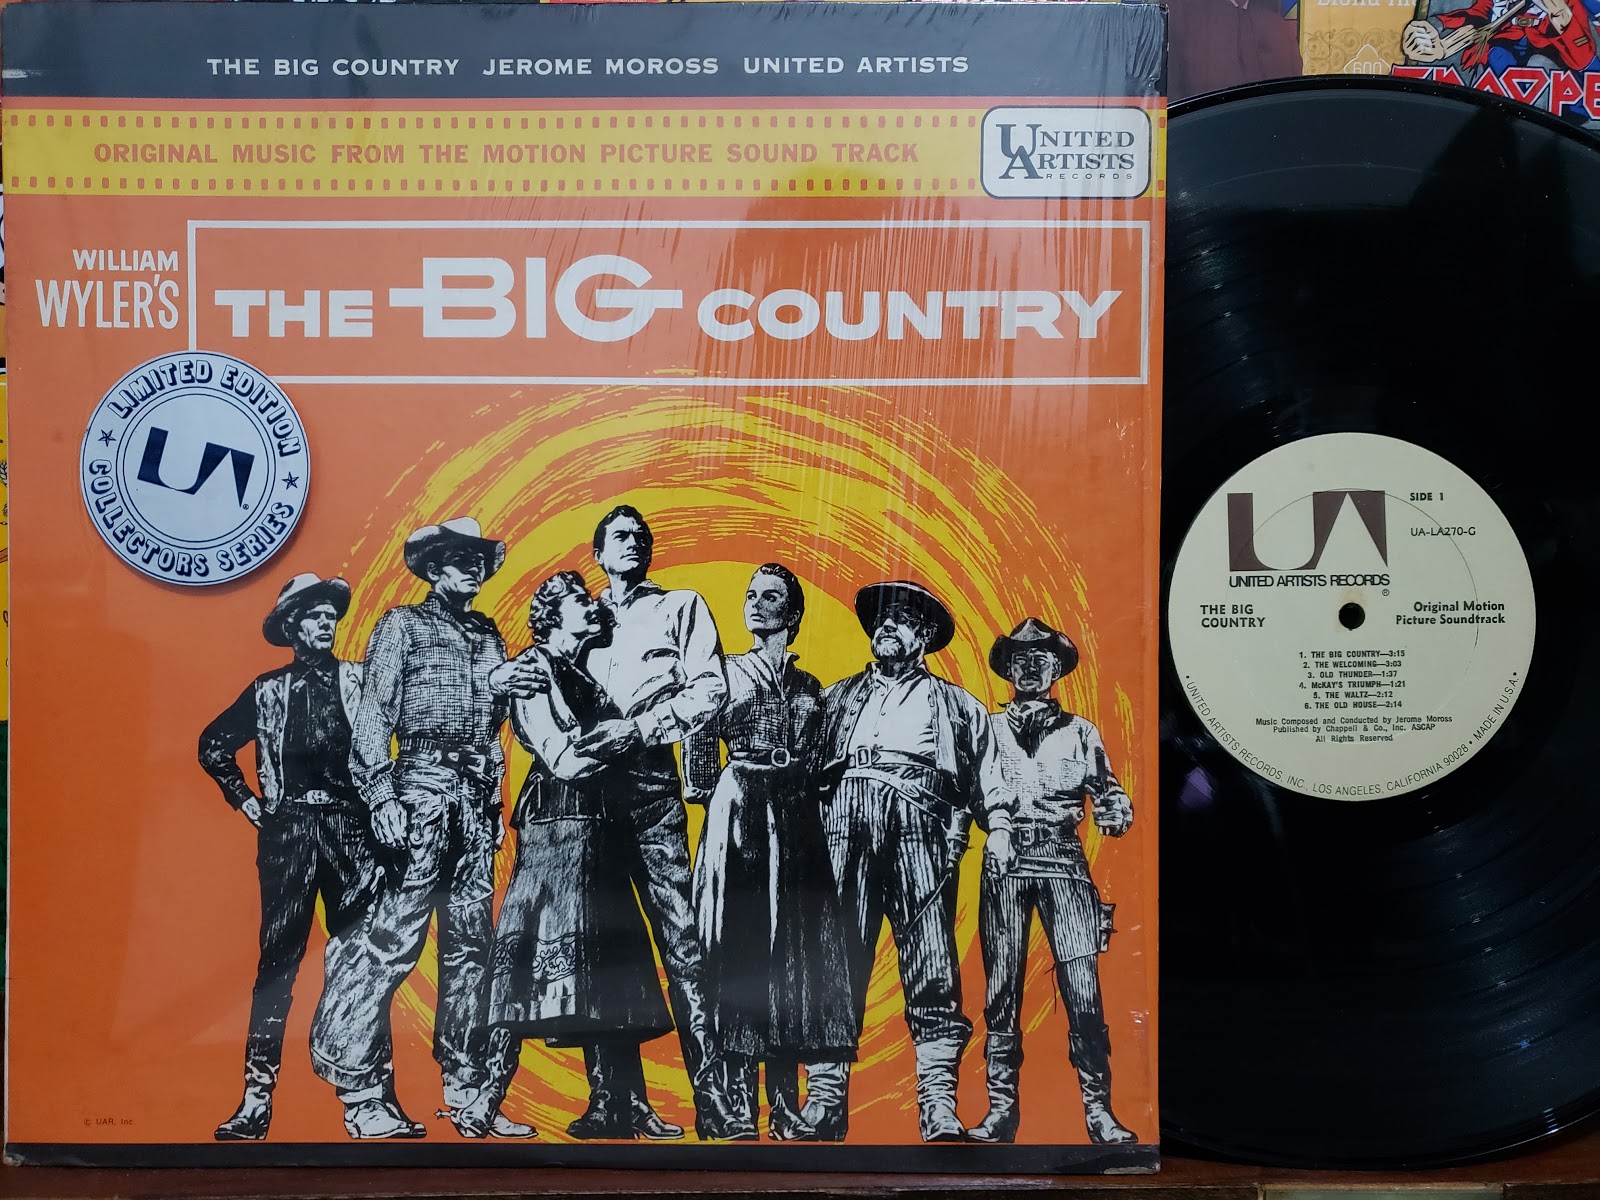 THE BIG COUNTRY JEROME MOROSS UNITED ARTISTS
ORIGINAL MUSIC FROM THE MOTION PICTURE SOUND TRACK
UNITED
ARTISTS
RECORDS
WILLIAM
WYLER'S
THE BIG COUNTRY
LIMITED EDITION
UA
®
COLLECTORS SERIES
© UAR, Inc.
600
UA
UNITED ARTISTS RECORDS
®
SIDE 1
UA-LA270-G
THE BIG
COUNTRY
Original Motion
Picture Soundtrack
1. THE BIG COUNTRY—3:15
2. THE WELCOMING—3:03
3. OLD THUNDER—1:37
4. McKAY'S TRIUMPH—1:21
5. THE WALTZ—2:12
6. THE OLD HOUSE—2:14
Music Composed and Conducted by Jerome Moross
Published by Chappell & Co., Inc. ASCAP
All Rights Reserved
• UNITED ARTISTS RECORDS, INC., LOS ANGELES, CALIFORNIA 90028 • MADE IN U.S.A. •